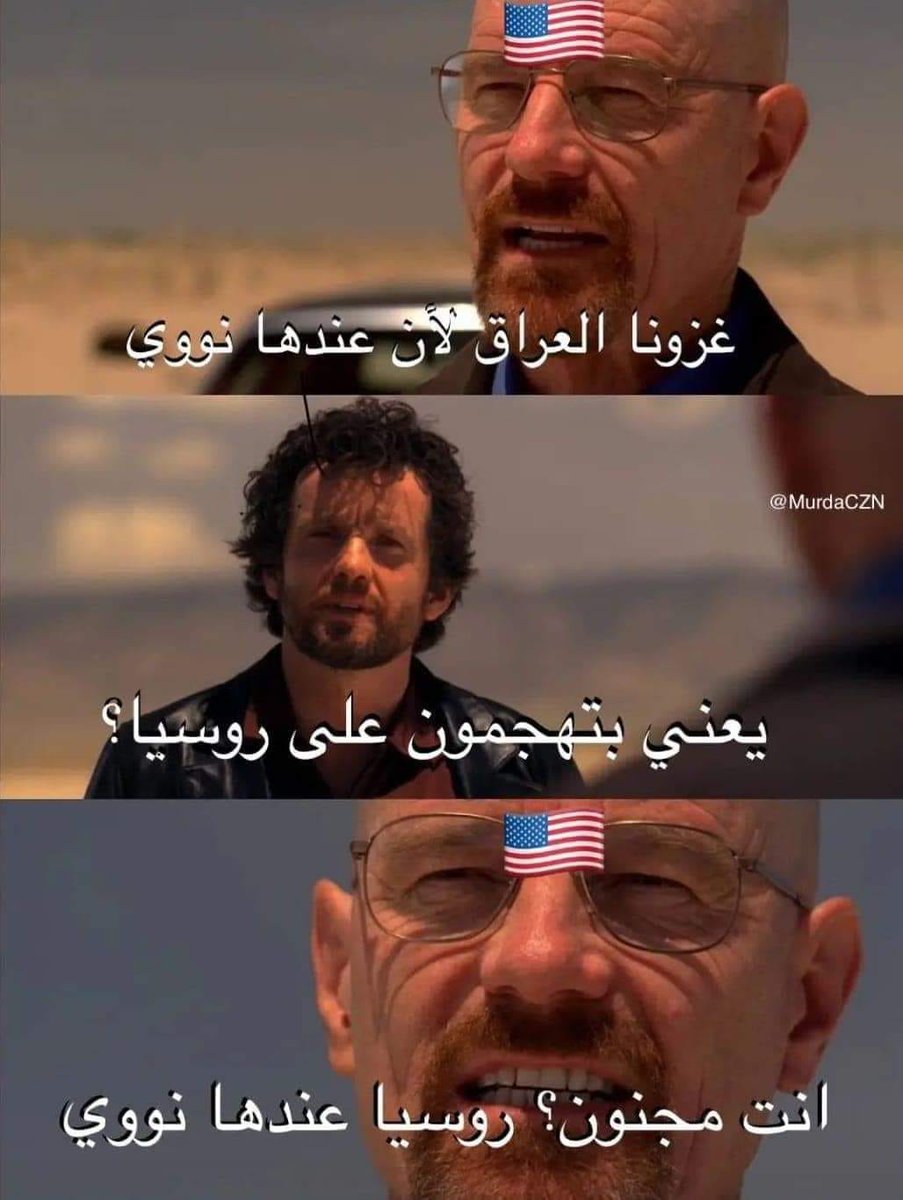 غزونا العراق لأن عندها نووي
@MurdaCZN
يعني بتهجمون على روسيا؟
انت مجنون؟ روسيا عندها نووي